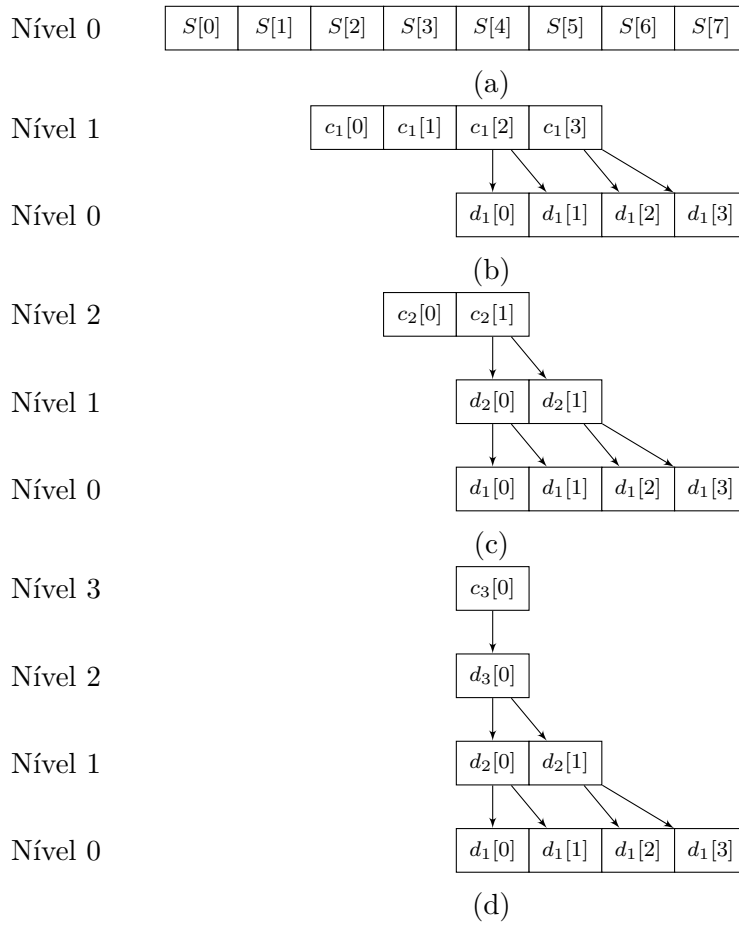 Nível 0 S[0] S[1] S[2] S[3] S[4] S[5] S[6] S[7]
(a)
Nível 1 c₁[0] c₁[1] c₁[2] c₁[3]
Nível 0 d₁[0] d₁[1] d₁[2] d₁[3]
(b)
Nível 2 c₂[0] c₂[1]
Nível 1 d₂[0] d₂[1]
Nível 0 d₁[0] d₁[1] d₁[2] d₁[3]
(c)
Nível 3 c₃[0]
Nível 2 d₃[0]
Nível 1 d₂[0] d₂[1]
Nível 0 d₁[0] d₁[1] d₁[2] d₁[3]
(d)